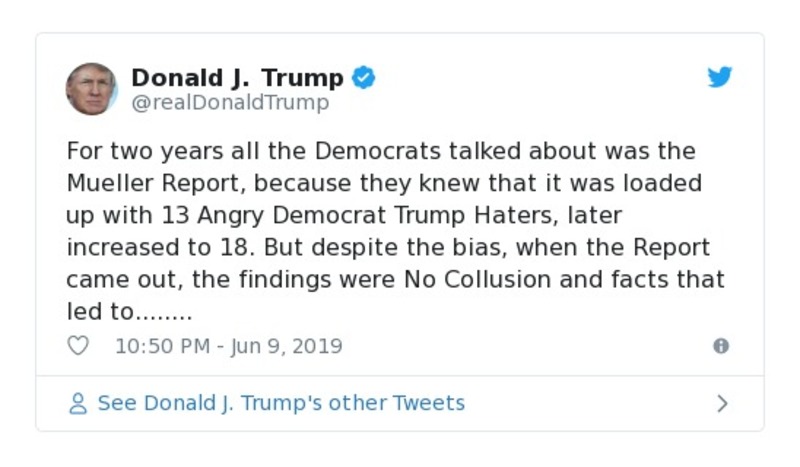 Donald J. Trump
@realDonaldTrump
For two years all the Democrats talked about was the
Mueller Report, because they knew that it was loaded
up with 13 Angry Democrat Trump Haters, later
increased to 18. But despite the bias, when the Report
came out, the findings were No Collusion and facts that
led to........
10:50 PM - Jun 9, 2019
See Donald J. Trump's other Tweets